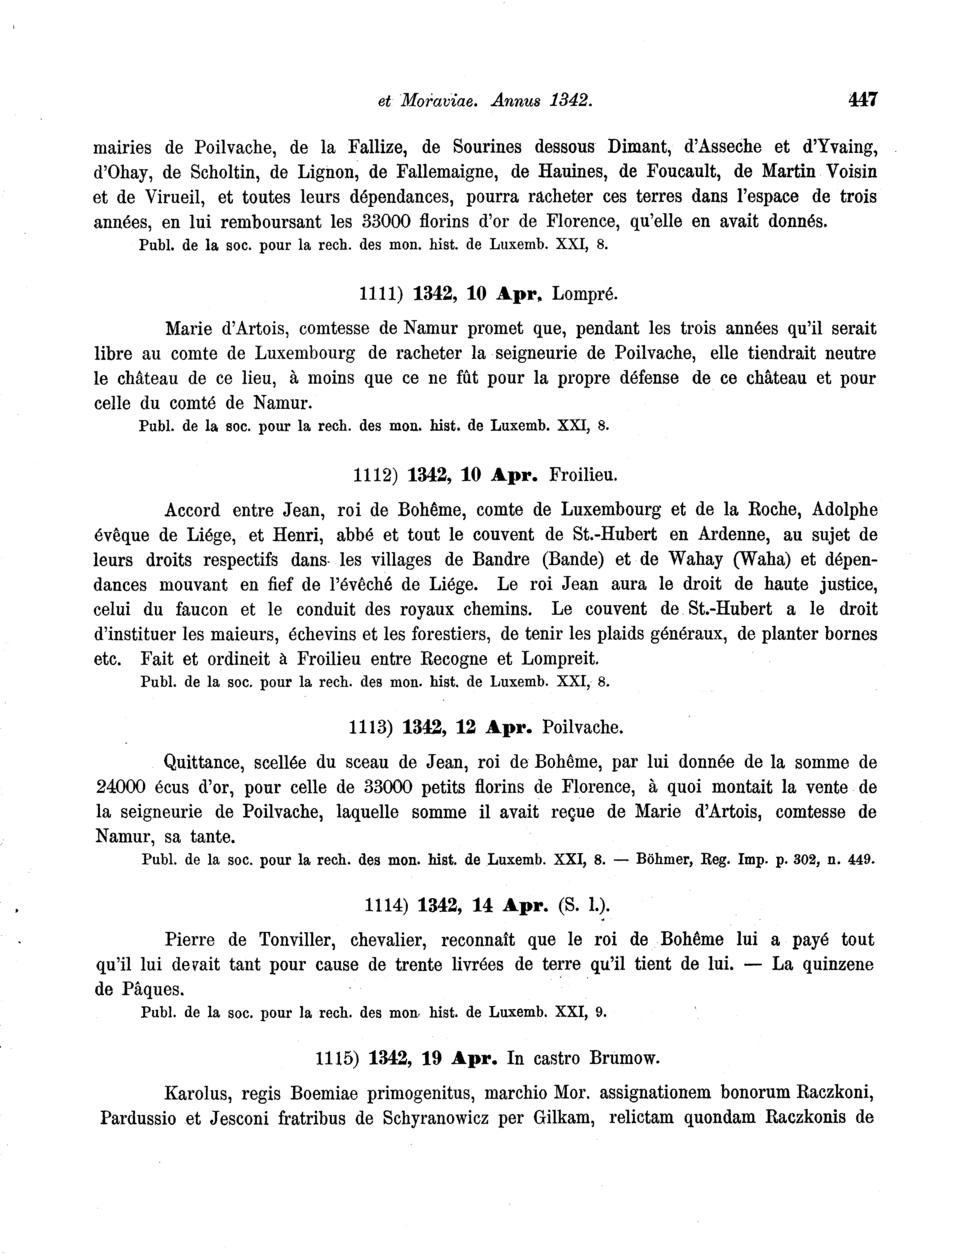 et Moraviae. Annus 1342. 447
mairies de Poilvache, de la Fallize, de Sourines dessous Dimant, d'Asseche et d'Yvaing,
d'Ohay, de Scholtin, de Lignon, de Fallemaigne, de Hauines, de Foucault, de Martin Voisin
et de Virueil, et toutes leurs dépendances, pourra racheter ces terres dans l'espace de trois
années, en lui remboursant les 33000 florins d'or de Florence, qu'elle en avait donnés.
Publ. de la soc. pour la rech. des mon. hist. de Luxemb. XXI, 8.
1111) 1342, 10 Apr. Lompré.
Marie d'Artois, comtesse de Namur promet que, pendant les trois années qu'il serait
libre au comte de Luxembourg de racheter la seigneurie de Poilvache, elle tiendrait neutre
le château de ce lieu, à moins que ce ne fût pour la propre défense de ce château et pour
celle du comté de Namur.
Publ. de la soc. pour la rech. des mon. hist. de Luxemb. XXI, 8.
1112) 1342, 10 Apr. Froilieu.
Accord entre Jean, roi de Bohême, comte de Luxembourg et de la Roche, Adolphe
évêque de Liége, et Henri, abbé et tout le couvent de St.-Hubert en Ardenne, au sujet de
leurs droits respectifs dans les villages de Bandre (Bande) et de Wahay (Waha) et dépen-
dances mouvant en fief de l'évêché de Liége. Le roi Jean aura le droit de haute justice,
celui du faucon et le conduit des royaux chemins. Le couvent de St.-Hubert a le droit
d'instituer les maieurs, échevins et les forestiers, de tenir les plaids généraux, de planter bornes
etc. Fait et ordineit à Froilieu entre Recogne et Lompreit.
Publ. de la soc. pour la rech. des mon. hist. de Luxemb. XXI, 8.
1113) 1342, 12 Apr. Poilvache.
Quittance, scellée du sceau de Jean, roi de Bohême, par lui donnée de la somme de
24000 écus d'or, pour celle de 33000 petits florins de Florence, à quoi montait la vente de
la seigneurie de Poilvache, laquelle somme il avait reçue de Marie d'Artois, comtesse de
Namur, sa tante.
Publ. de la soc. pour la rech. des mon. hist. de Luxemb. XXI, 8. — Böhmer, Reg. Imp. p. 302, n. 449.
1114) 1342, 14 Apr. (S. l.).
Pierre de Tonviller, chevalier, reconnaît que le roi de Bohême lui a payé tout
qu'il lui devait tant pour cause de trente livrées de terre qu'il tient de lui. — La quinzene
de Pâques.
Publ. de la soc. pour la rech. des mon. hist. de Luxemb. XXI, 9.
1115) 1342, 19 Apr. In castro Brumow.
Karolus, regis Boemiae primogenitus, marchio Mor. assignationem bonorum Raczkoni,
Pardussio et Jesconi fratribus de Schyranowicz per Gilkam, relictam quondam Raczkonis de